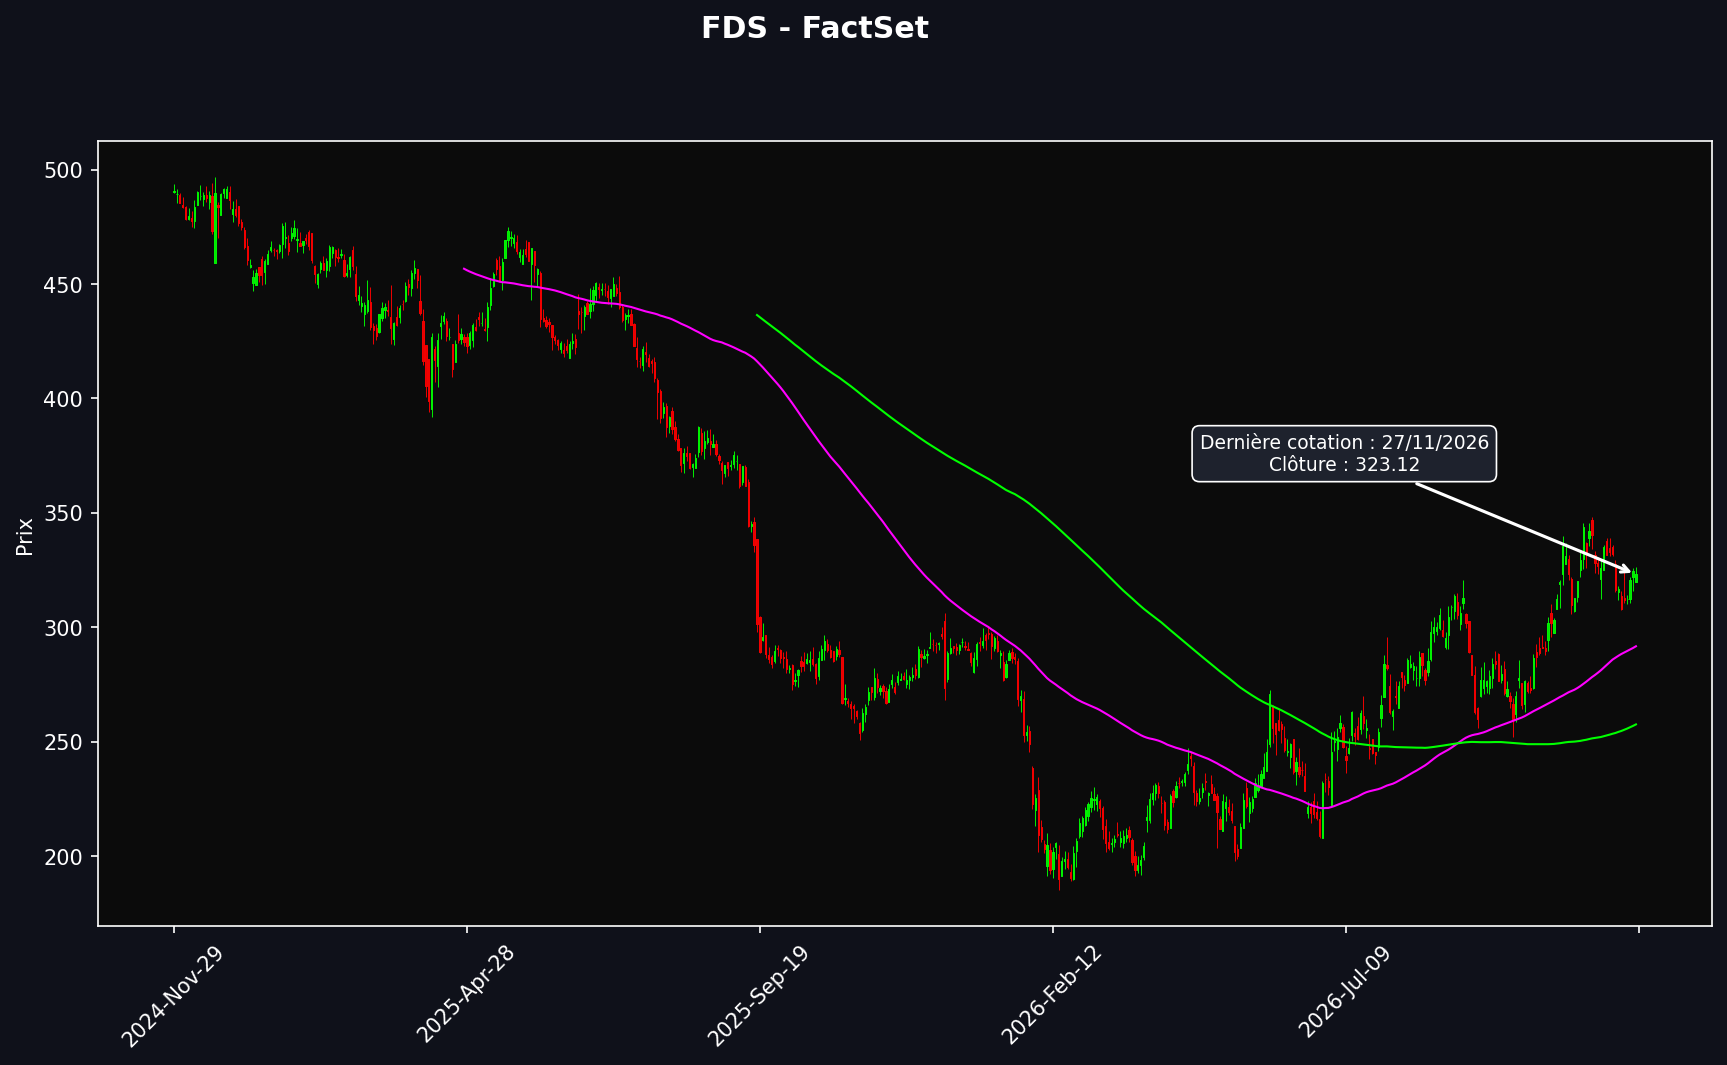 FDS - FactSet
500
450
400
350
300
250
200
Prix
Dernière cotation : 27/11/2026
Clôture : 323.12
2024-Nov-29
2025-Apr-28
2025-Sep-19
2026-Feb-12
2026-Jul-09